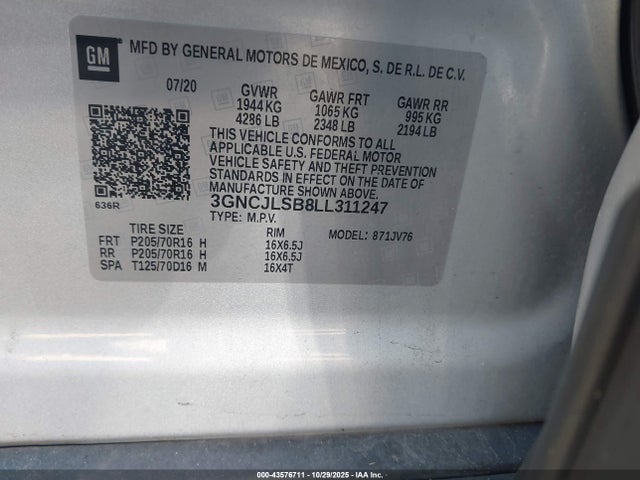 GM
MFD BY GENERAL MOTORS DE MEXICO, S. DE R.L. DE C.V.
07/20 GVWR GAWR FRT GAWR RR
1944 KG 1065 KG 995 KG
4286 LB 2348 LB 2194 LB
THIS VEHICLE CONFORMS TO ALL
APPLICABLE U.S. FEDERAL MOTOR
VEHICLE SAFETY AND THEFT PREVENTION
STANDARDS IN EFFECT ON THE DATE OF
MANUFACTURE SHOWN ABOVE.
636R 3GNCJLSB8LL311247
TYPE: M.P.V.
TIRE SIZE RIM MODEL: 871JV76
FRT P205/70R16 H 16X6.5J
RR P205/70R16 H 16X6.5J
SPA T125/70D16 M 16X4T
000-43576711 - 10/29/2025 - IAAI.com